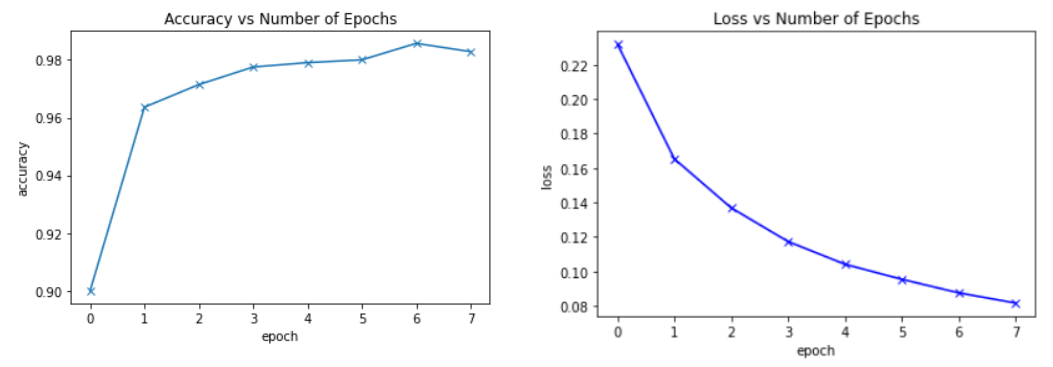 Accuracy vs Number of Epochs
0.98
0.96
0.94
0.92
0.90
accuracy
0 1 2 3 4 5 6 7
epoch
Loss vs Number of Epochs
0.22
0.20
0.18
0.16
0.14
0.12
0.10
0.08
loss
0 1 2 3 4 5 6 7
epoch